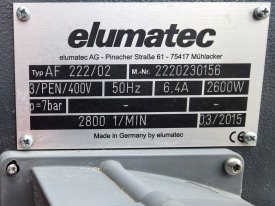 elumatec
elumatec AG - Pinacher Straße 61 - 75417 Mühlacker
Typ AF 222/02 M.-Nr. 2220230156
3/PEN/400V 50Hz 6.4A 2600W
p=7bar - - -
2800 1/MIN 03/2015
Made in Germany by elumatec